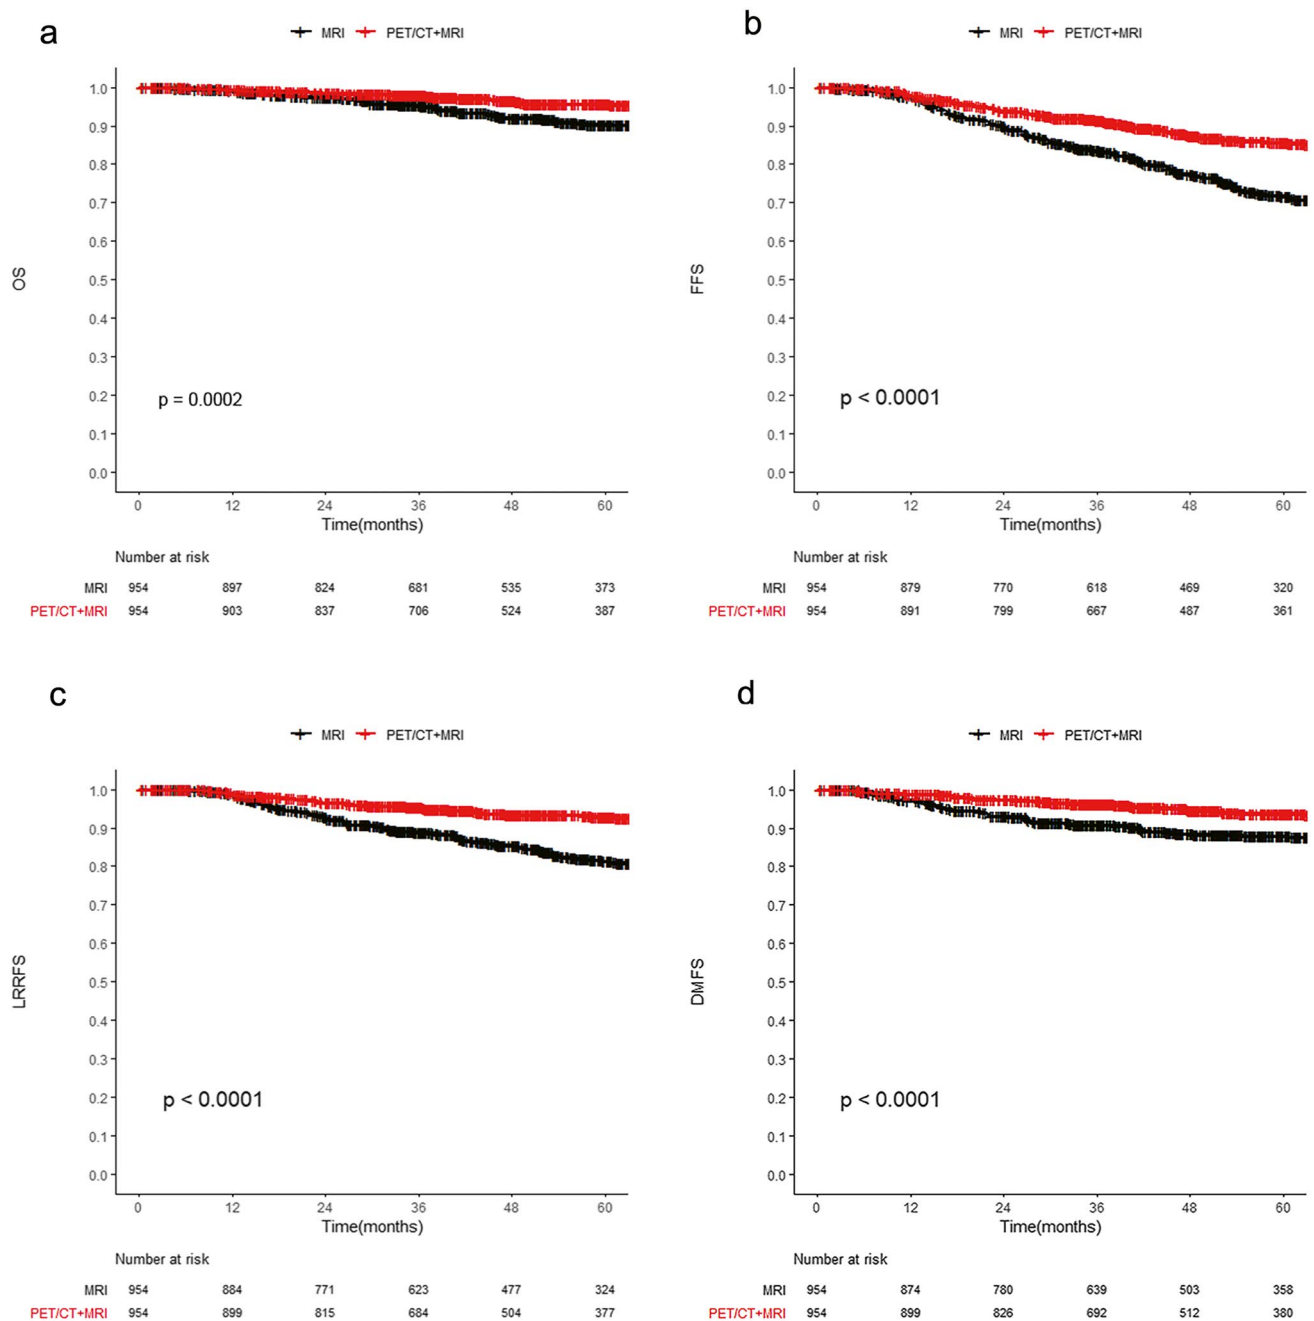 a
MRI PET/CT+MRI
1.0
0.9
0.8
0.7
0.6
0.5
0.4
0.3
0.2
0.1
0.0
OS
p = 0.0002
0 12 24 36 48 60
Time(months)
Number at risk
MRI 954 897 824 681 535 373
PET/CT+MRI 954 903 837 706 524 387
b
MRI PET/CT+MRI
1.0
0.9
0.8
0.7
0.6
0.5
0.4
0.3
0.2
0.1
0.0
FFS
p < 0.0001
0 12 24 36 48 60
Time(months)
Number at risk
MRI 954 879 770 618 469 320
PET/CT+MRI 954 891 799 667 487 361
c
MRI PET/CT+MRI
1.0
0.9
0.8
0.7
0.6
0.5
0.4
0.3
0.2
0.1
0.0
LRRFS
p < 0.0001
0 12 24 36 48 60
Time(months)
Number at risk
MRI 954 884 771 623 477 324
PET/CT+MRI 954 899 815 684 504 377
d
MRI PET/CT+MRI
1.0
0.9
0.8
0.7
0.6
0.5
0.4
0.3
0.2
0.1
0.0
DMFS
p < 0.0001
0 12 24 36 48 60
Time(months)
Number at risk
MRI 954 874 780 639 503 358
PET/CT+MRI 954 899 826 692 512 380